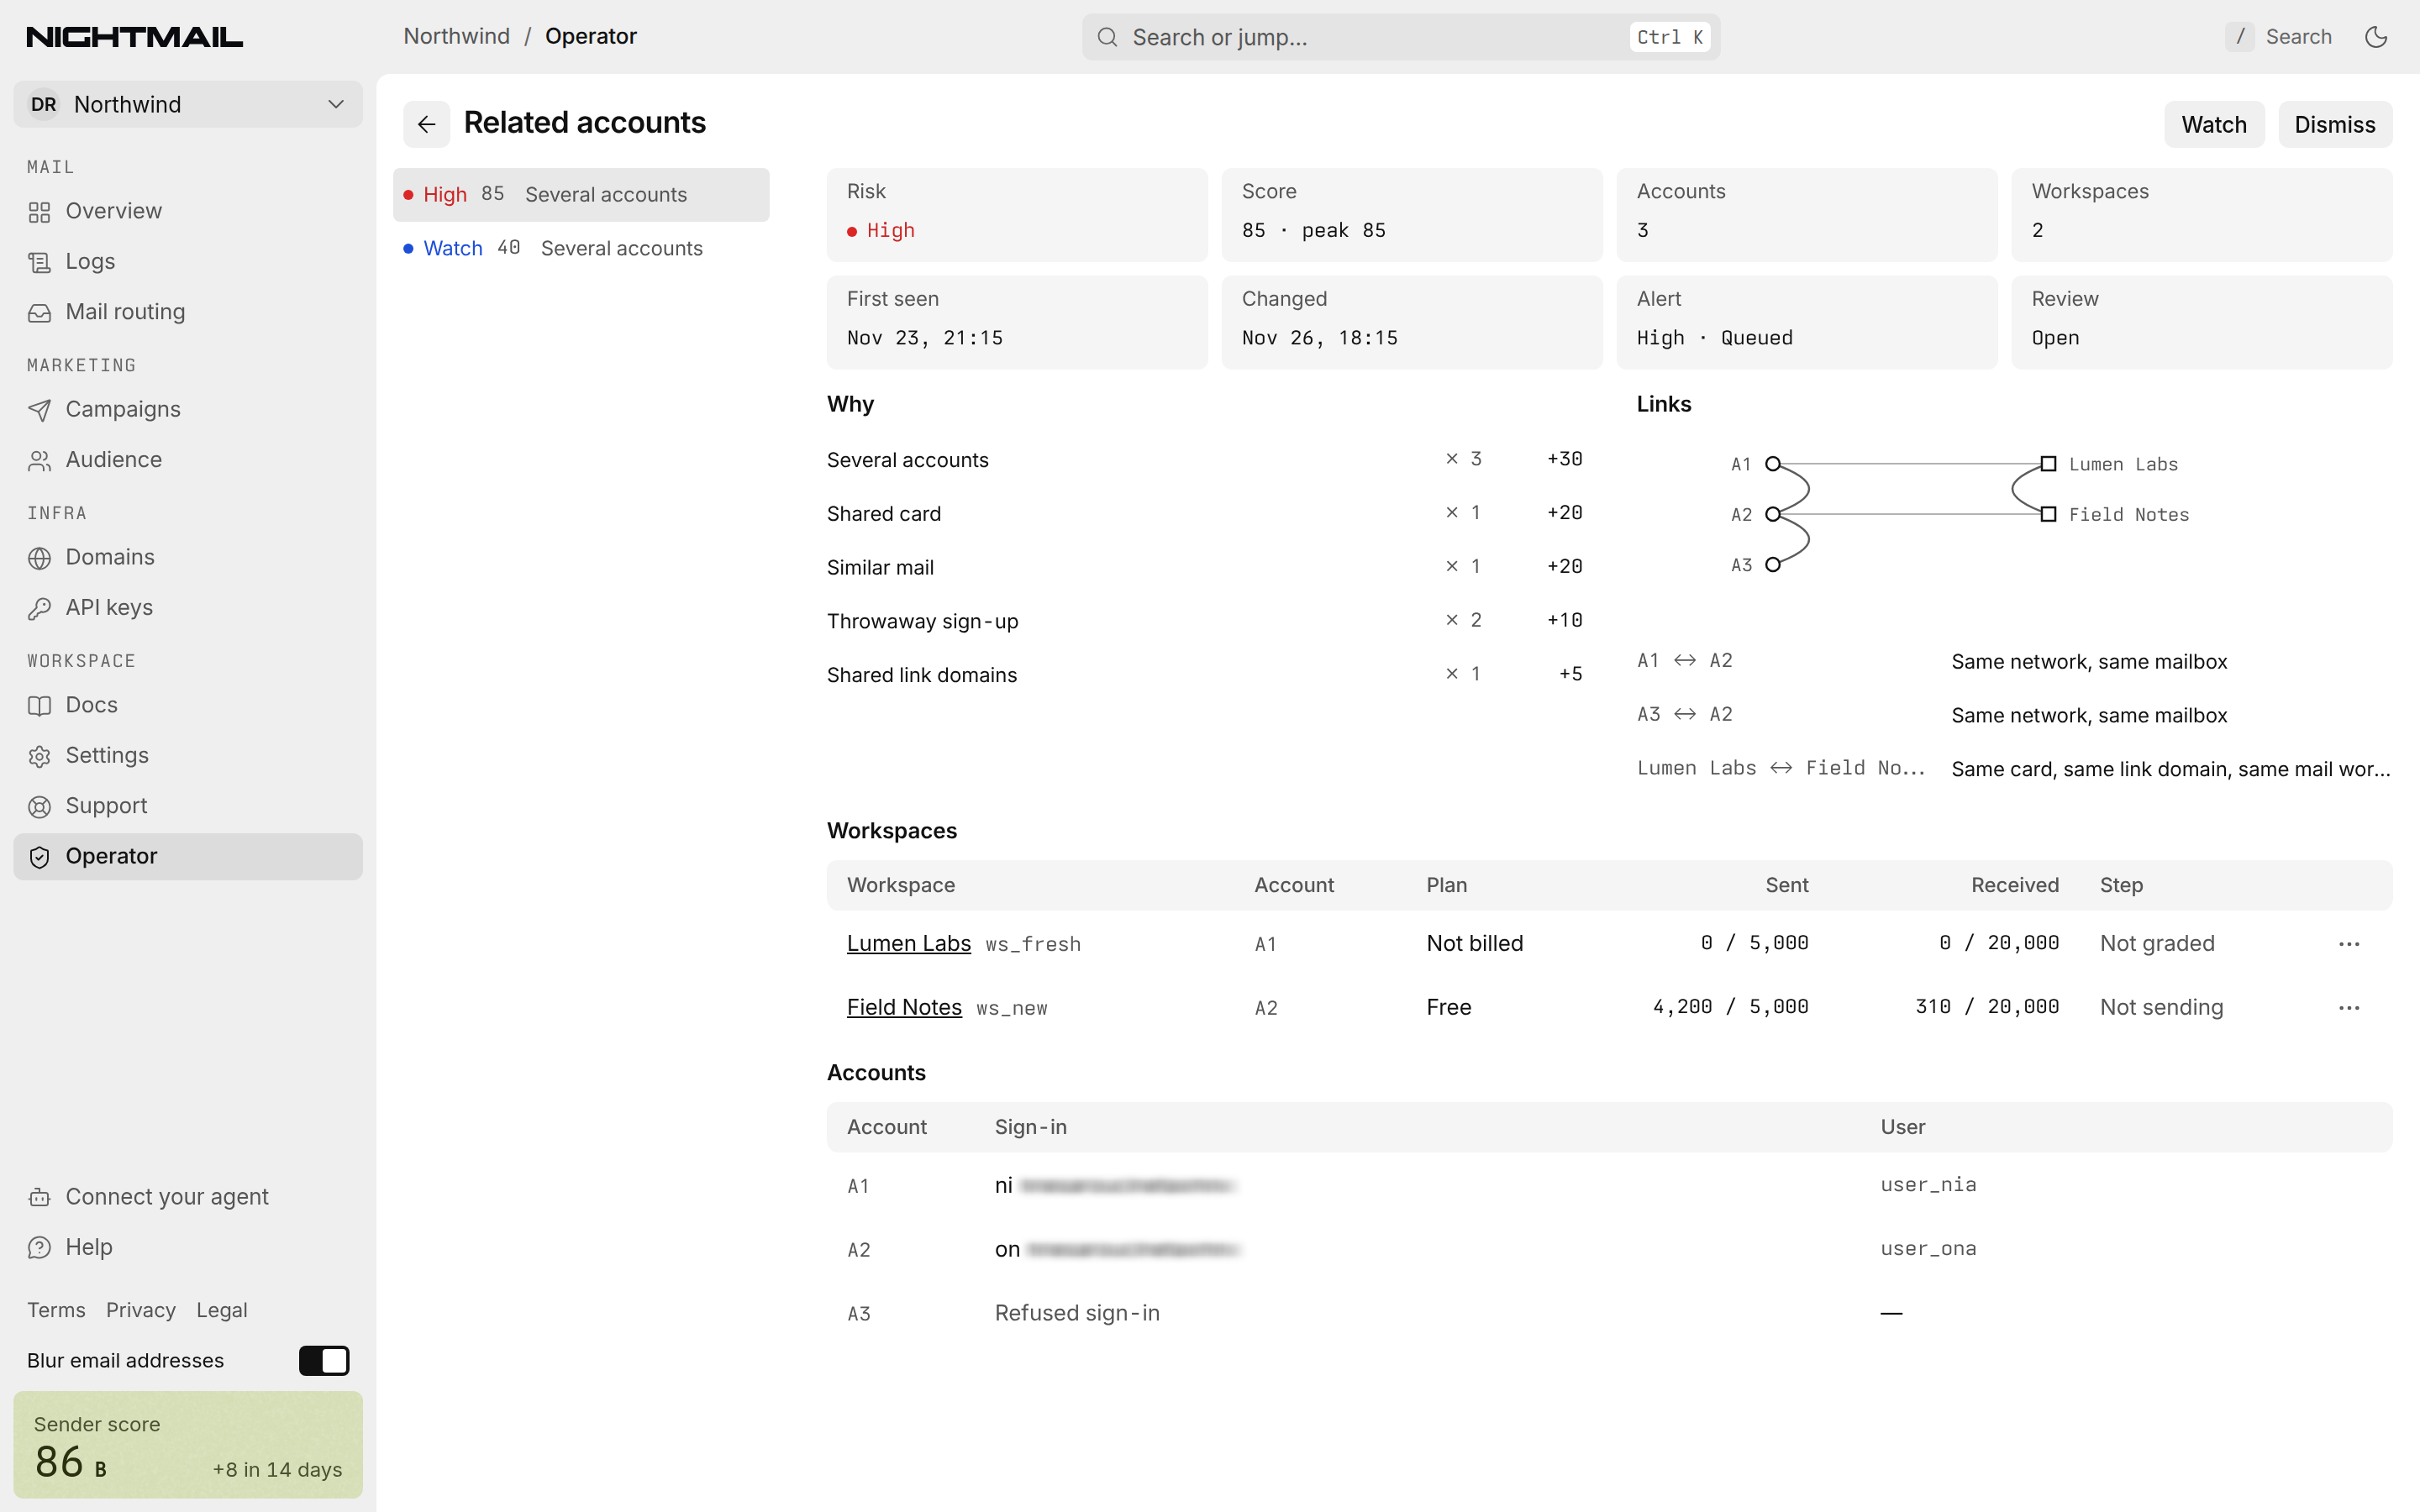 NIGHTMAIL
Northwind / Operator
Search or jump... Ctrl K
/ Search
DR Northwind
MAIL
Overview
Logs
Mail routing
MARKETING
Campaigns
Audience
INFRA
Domains
API keys
WORKSPACE
Docs
Settings
Support
Operator
Connect your agent
Help
Terms Privacy Legal
Blur email addresses
Sender score
86 B +8 in 14 days
Related accounts
Watch Dismiss
High 85 Several accounts
Watch 40 Several accounts
Risk Score Accounts Workspaces
High 85 · peak 85 3 2
First seen Changed Alert Review
Nov 23, 21:15 Nov 26, 18:15 High · Queued Open
Why
Several accounts × 3 +30
Shared card × 1 +20
Similar mail × 1 +20
Throwaway sign-up × 2 +10
Shared link domains × 1 +5
Links
A1 Lumen Labs
A2 Field Notes
A3
A1 ↔ A2 Same network, same mailbox
A3 ↔ A2 Same network, same mailbox
Lumen Labs ↔ Field No... Same card, same link domain, same mail wor...
Workspaces
Workspace Account Plan Sent Received Step
Lumen Labs ws_fresh A1 Not billed 0 / 5,000 0 / 20,000 Not graded ...
Field Notes ws_new A2 Free 4,200 / 5,000 310 / 20,000 Not sending ...
Accounts
Account Sign-in User
A1 ni user_nia
A2 on user_ona
A3 Refused sign-in —